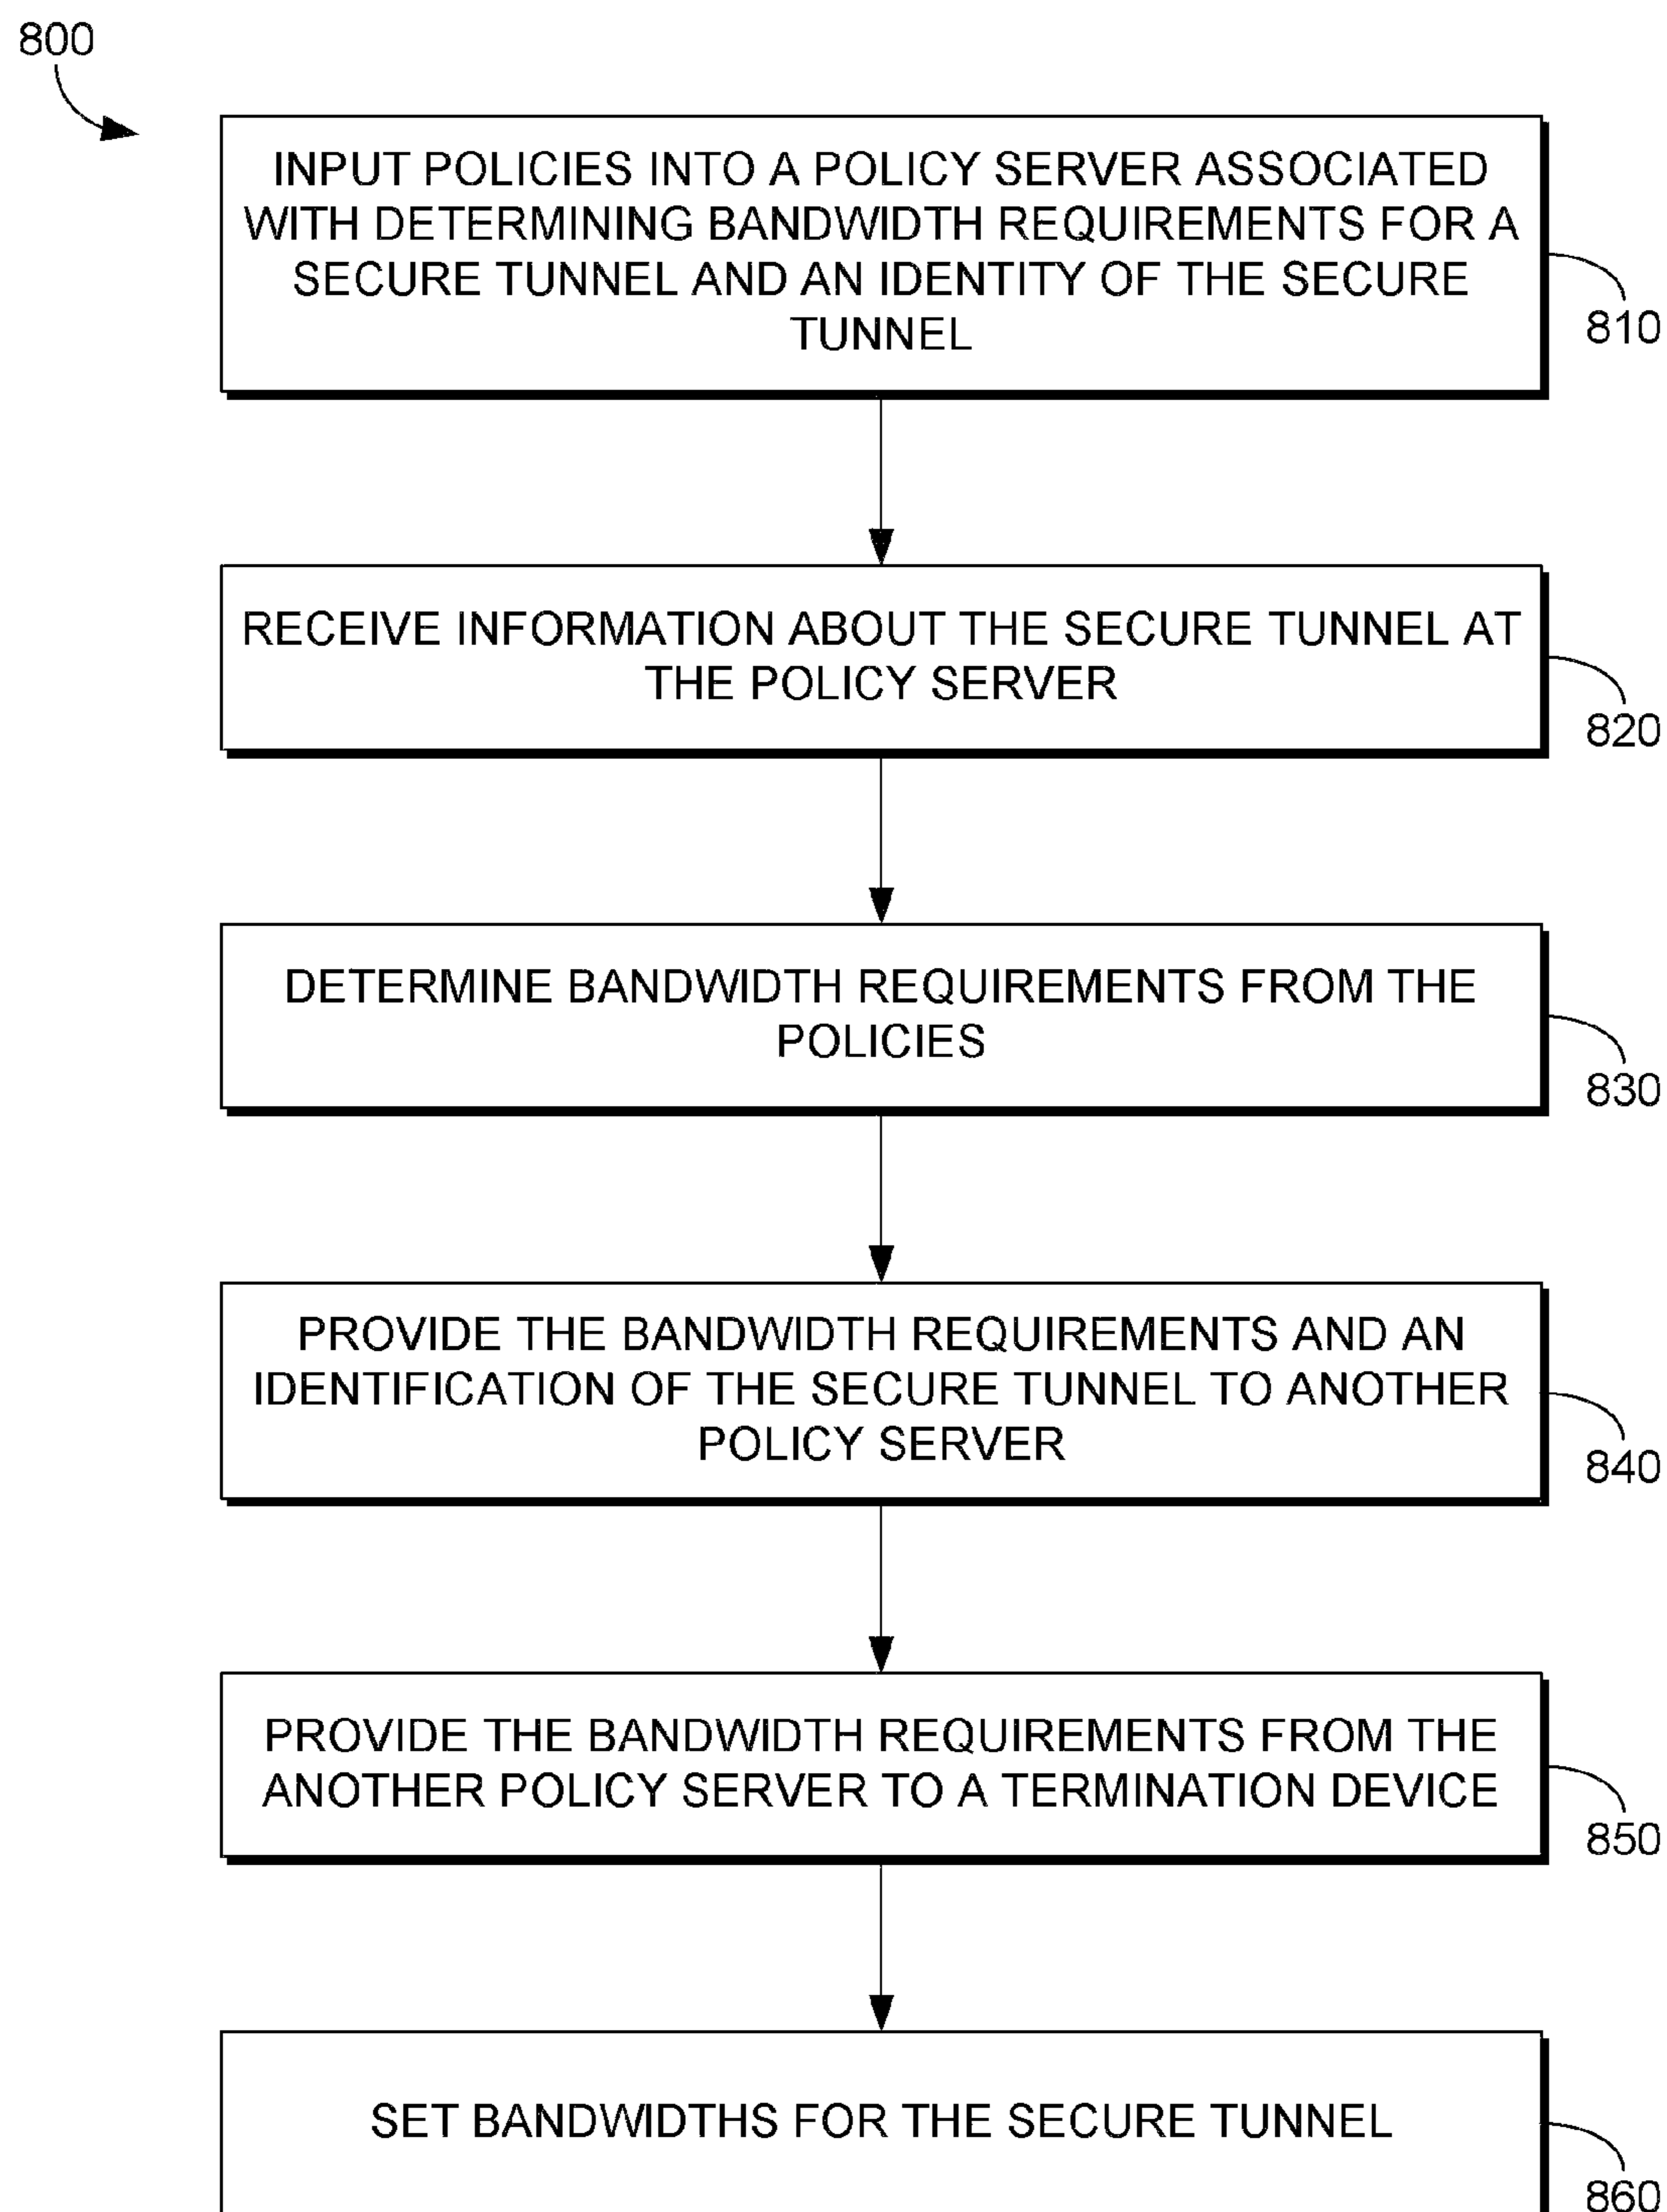 800
INPUT POLICIES INTO A POLICY SERVER ASSOCIATED
WITH DETERMINING BANDWIDTH REQUIREMENTS FOR A
SECURE TUNNEL AND AN IDENTITY OF THE SECURE
TUNNEL
810
RECEIVE INFORMATION ABOUT THE SECURE TUNNEL AT
THE POLICY SERVER
820
DETERMINE BANDWIDTH REQUIREMENTS FROM THE
POLICIES
830
PROVIDE THE BANDWIDTH REQUIREMENTS AND AN
IDENTIFICATION OF THE SECURE TUNNEL TO ANOTHER
POLICY SERVER
840
PROVIDE THE BANDWIDTH REQUIREMENTS FROM THE
ANOTHER POLICY SERVER TO A TERMINATION DEVICE
850
SET BANDWIDTHS FOR THE SECURE TUNNEL
860